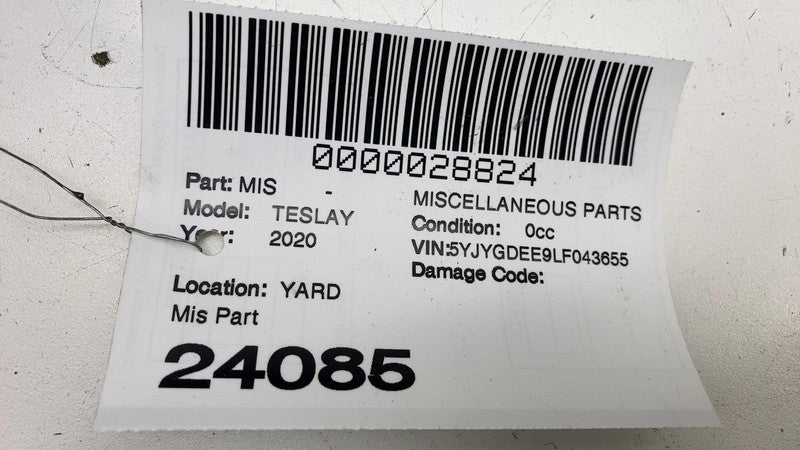 0000028824
Part: MIS - MISCELLANEOUS PARTS
Model: TESLAY Condition: 0cc
Year: 2020 VIN:5YJYGDEE9LF043655
Damage Code:
Location: YARD
Mis Part
24085